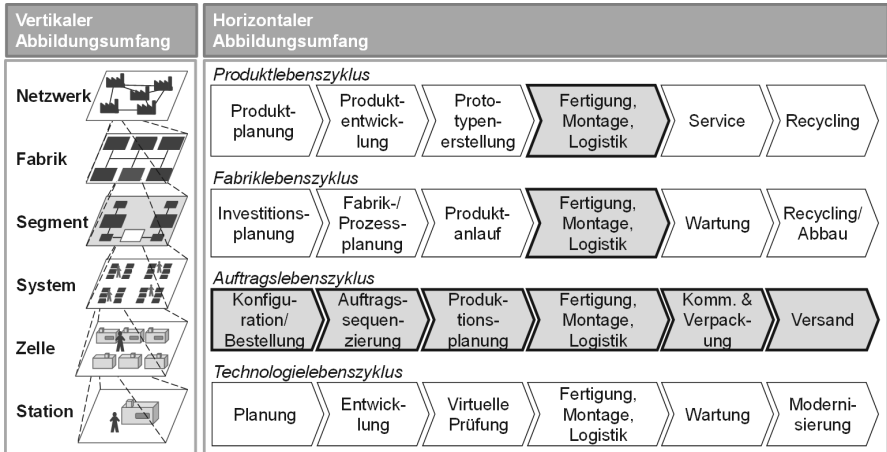 Vertikaler
Abbildungsumfang
Netzwerk
Fabrik
Segment
System
Zelle
Station
Horizontaler
Abbildungsumfang
Produktlebenszyklus
Produkt-
planung
Produkt-
entwick-
lung
Proto-
typen-
erstellung
Fertigung,
Montage,
Logistik
Service
Recycling
Fabriklebenszyklus
Investitions-
planung
Fabrik-/
Prozess-
planung
Produkt-
anlauf
Fertigung,
Montage,
Logistik
Wartung
Recycling/
Abbau
Auftragslebenszyklus
Konfigu-
ration/
Bestellung
Auftrags-
sequen-
zierung
Produk-
tions-
planung
Fertigung,
Montage,
Logistik
Komm. &
Verpack-
ung
Versand
Technologielebenszyklus
Planung
Entwick-
lung
Virtuelle
Prüfung
Fertigung,
Montage,
Logistik
Wartung
Moderni-
sierung